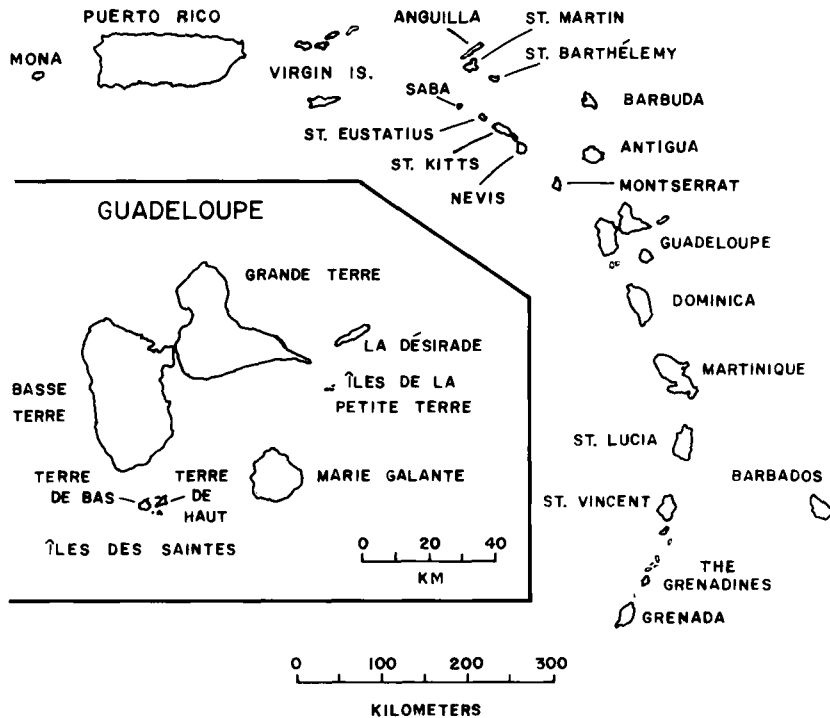 PUERTO RICO
MONA
VIRGIN IS.
ANGUILLA
ST. MARTIN
ST. BARTHÉLEMY
SABA
BARBUDA
ST. EUSTATIUS
ANTIGUA
ST. KITTS
NEVIS
MONTSERRAT
GUADELOUPE
DOMINICA
MARTINIQUE
ST. LUCIA
BARBADOS
ST. VINCENT
THE
GRENADINES
GRENADA
GUADELOUPE
GRANDE TERRE
LA DÉSIRADE
ÎLES DE LA
PETITE TERRE
BASSE
TERRE
MARIE GALANTE
TERRE
DE BAS
TERRE
DE
HAUT
ÎLES DES SAINTES
0 20 40
KM
0 100 200 300
KILOMETERS